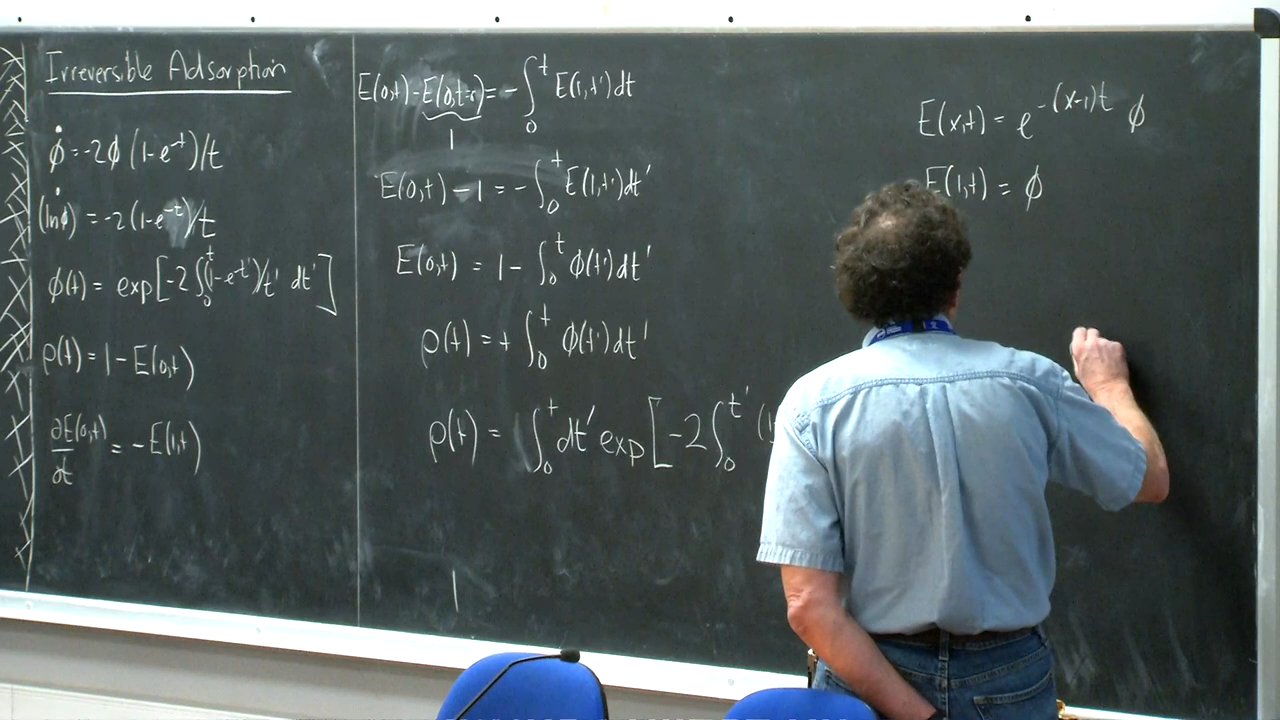 Irreversible Adsorption
ϕ̇ = -2ϕ(1-e^{-t})/t
(lnϕ)̇ = -2(1-e^{-t})/t
ϕ(t) = exp[-2∫_0^t(1-e^{-t'})/t' dt']
ρ(t) = 1-E(0,t)
∂E(0,t)/∂t = -E(1,t)
E(0,t)-E(0,t=0) = -∫_0^t E(1,t')dt
1
E(0,t)-1 = -∫_0^t E(1,t')dt'
E(0,t) = 1-∫_0^t ϕ(t')dt'
ρ(t) = +∫_0^t ϕ(t')dt'
ρ(t) = ∫_0^t dt' exp[-2∫_0^{t'} (1
E(x,t) = e^{-(x-1)t} ϕ
E(1,t) = ϕ